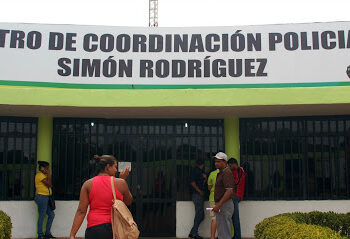 TRO DE COORDINACIÓN POLICIA
SIMÓN RODRÍGUEZ